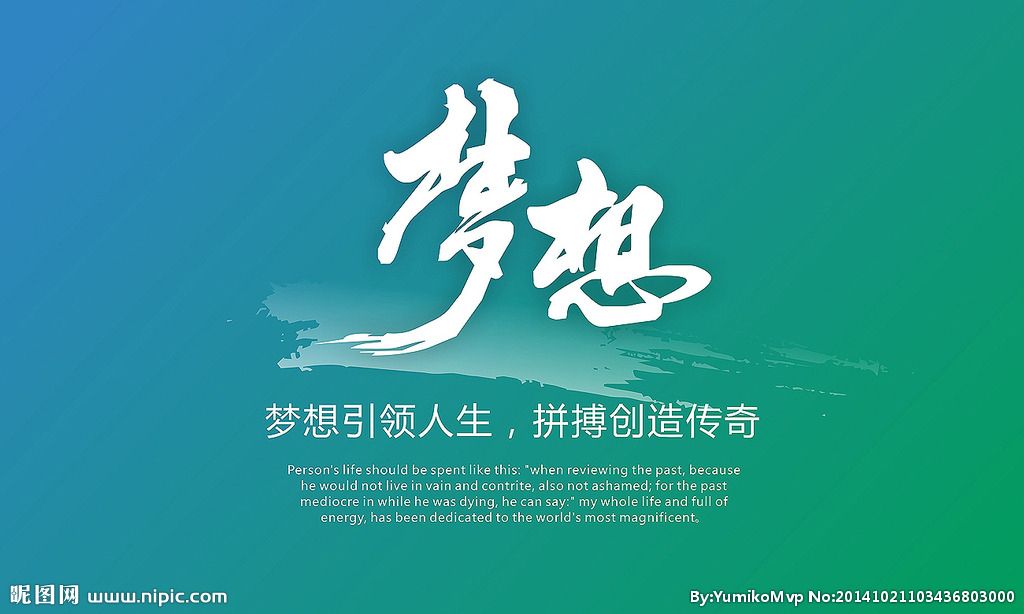 梦想
梦想引领人生，拼搏创造传奇
Person's life should be spent like this: "when reviewing the past, because
he would not live in vain and contrite, also not ashamed; for the past
mediocre in while he was dying, he can say:" my whole life and full of
energy, has been dedicated to the world's most magnificent。
昵图网 www.nipic.com
By:YumikoMvp No:20141021103436803000